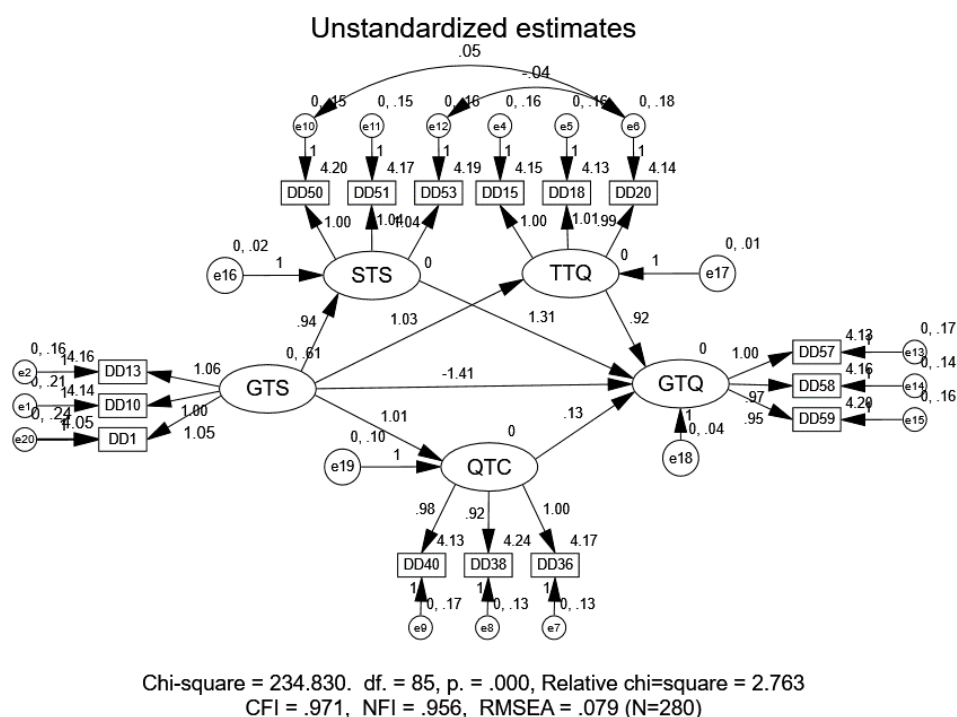 Unstandardized estimates
.05
-.04
0, .15
0, .15
0, .16
0, .16
0, .16
0, .18
e10
e11
e12
e4
e5
e6
1
1
1
1
1
1
4.20
4.17
4.19
4.15
4.13
4.14
DD50
DD51
DD53
DD15
DD18
DD20
1.00
1.04
1.04
1.00
1.01
.99
0, .02
0
0
0, .01
e16
1
STS
TTQ
1
e17
.94
1.03
1.31
.92
0, .61
0, .16
14.16
e2
DD13
1.06
0, .21
14.14
e1
DD10
1.00
0, .24
4.05
e20
DD1
1.05
GTS
-1.41
0
GTQ
1.00
4.13
0, .17
DD57
1
e13
.97
4.16
0, .14
DD58
1
e14
.95
4.20
0, .16
DD59
1
e15
1.01
.13
1
0, .04
e18
0, .10
0
e19
1
QTC
.98
.92
1.00
4.13
4.24
4.17
DD40
DD38
DD36
1
0, .17
1
0, .13
1
0, .13
e9
e8
e7
Chi-square = 234.830. df. = 85, p. = .000, Relative chi=square = 2.763
CFI = .971, NFI = .956, RMSEA = .079 (N=280)